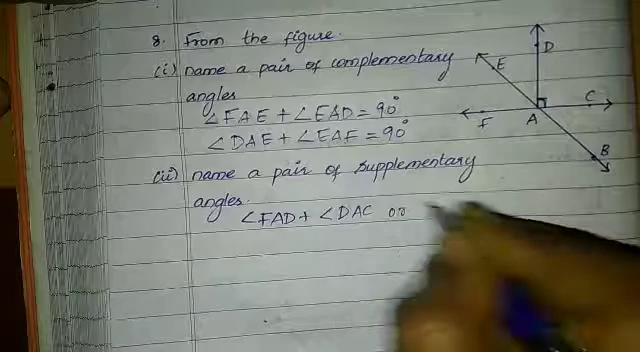 8. From the figure.
(i) name a pair of complementary
angles
∠FAE + ∠EAD = 90°
∠DAE + ∠EAF = 90°
(ii) name a pair of supplementary
angles.
∠FAD + ∠DAC or
D
E
C
F
A
B